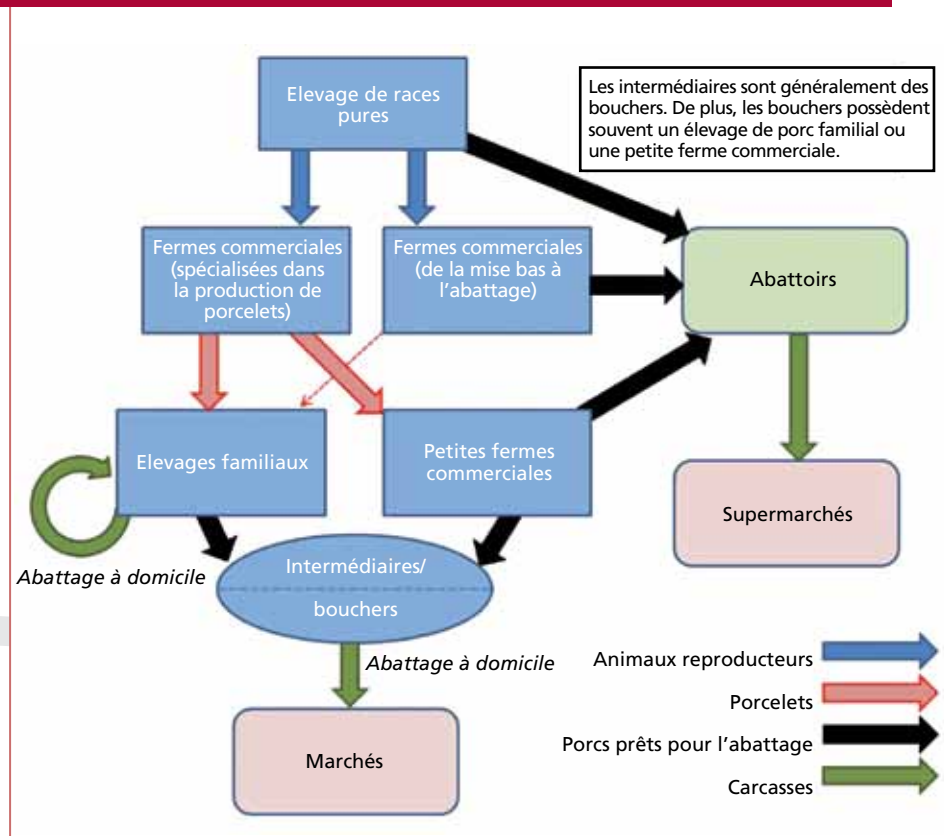 Elevage de races
pures
Les intermédiaires sont généralement des
bouchers. De plus, les bouchers possèdent
souvent un élevage de porc familial ou
une petite ferme commerciale.
Fermes commerciales
(spécialisées dans
la production de
porcelets)
Fermes commerciales
(de la mise bas à
l’abattage)
Abattoirs
Elevages familiaux
Petites fermes
commerciales
Supermarchés
Abattage à domicile
Intermédiaires/
bouchers
Abattage à domicile
Marchés
Animaux reproducteurs
Porcelets
Porcs prêts pour l’abattage
Carcasses